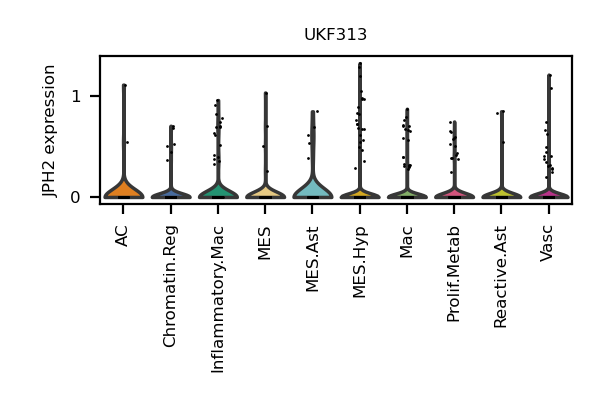 UKF313
JPH2 expression
1
0
AC
Chromatin.Reg
Inflammatory.Mac
MES
MES.Ast
MES.Hyp
Mac
Prolif.Metab
Reactive.Ast
Vasc